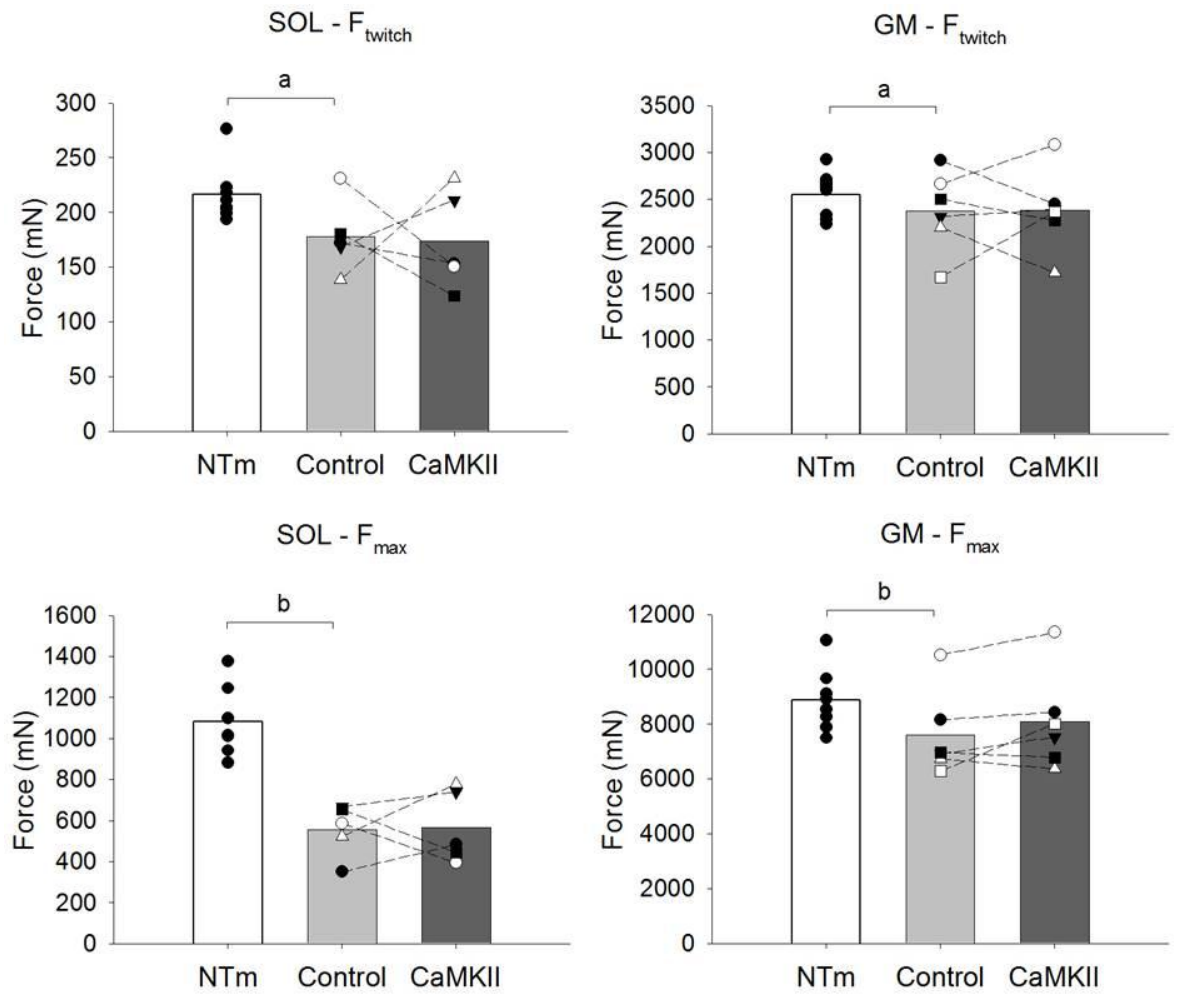 SOL - Ftwitch
a
Force (mN)
300
250
200
150
100
50
0
NTm Control CaMKII
GM - Ftwitch
a
Force (mN)
3500
3000
2500
2000
1500
1000
500
0
NTm Control CaMKII
SOL - Fmax
b
Force (mN)
1600
1400
1200
1000
800
600
400
200
0
NTm Control CaMKII
GM - Fmax
b
Force (mN)
12000
10000
8000
6000
4000
2000
0
NTm Control CaMKII